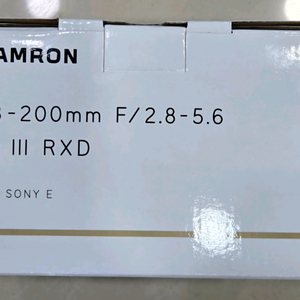 AMRON
-200mm F/2.8-5.6
III RXD
SONY E